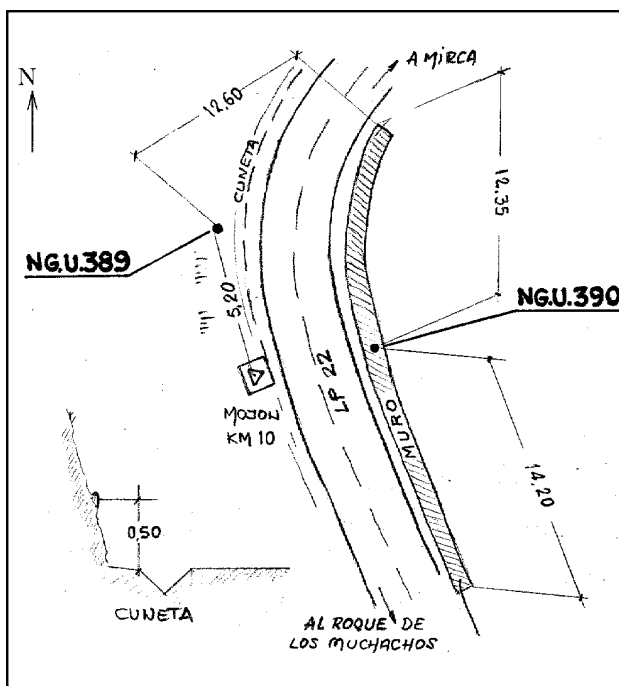 N
A MIRCA
12,60
CUNETA
12.35
NG.U.389
NG.U.390
5,20
LP 22
MOJON
KM 10
MURO
14.20
0,50
CUNETA
AL ROQUE DE
LOS MUCHACHOS